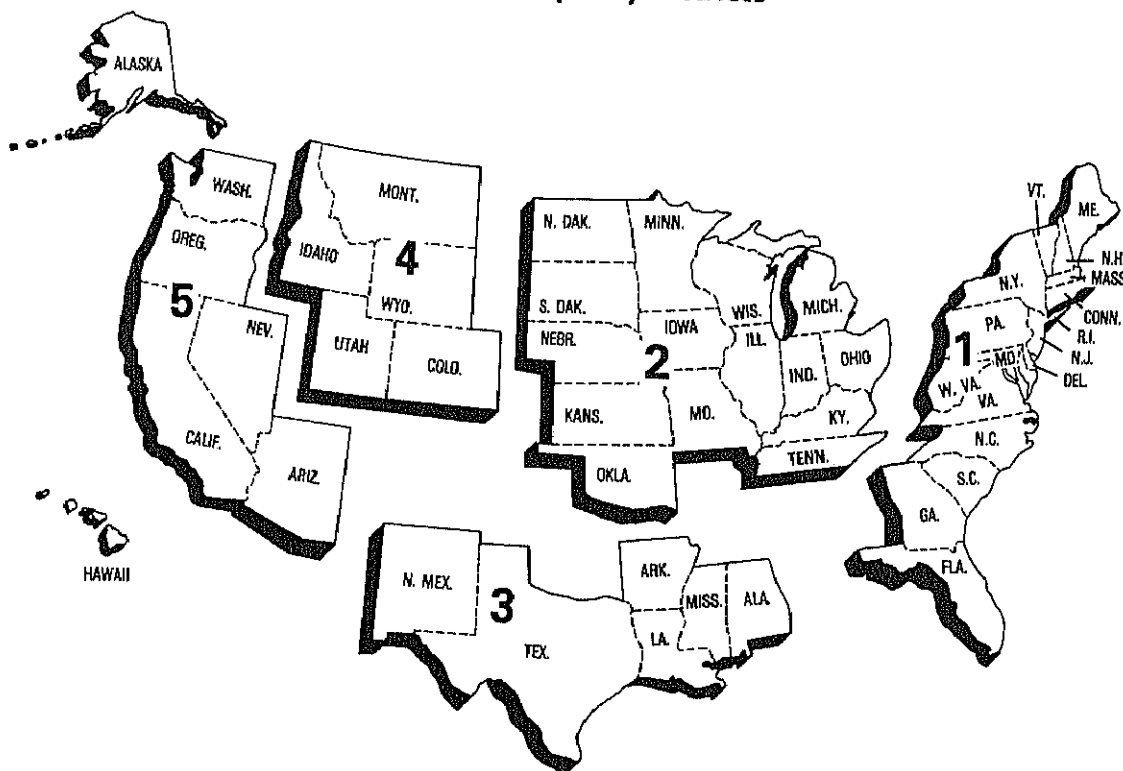 ALASKA
WASH.
OREG.
5
NEV.
CALIF.
ARIZ.
HAWAII
MONT.
IDAHO
4
WYO.
UTAH
COLO.
N. DAK.
MINN.
S. DAK.
WIS.
MICH.
NEBR.
IOWA
2
ILL.
IND.
OHIO
KANS.
MO.
KY.
OKLA.
TENN.
N. MEX.
3
TEX.
ARK.
MISS.
ALA.
LA.
VT.
ME.
N.H.
MASS.
N.Y.
CONN.
R.I.
PA.
1
N.J.
MD.
DEL.
W. VA.
VA.
N.C.
S.C.
GA.
FLA.